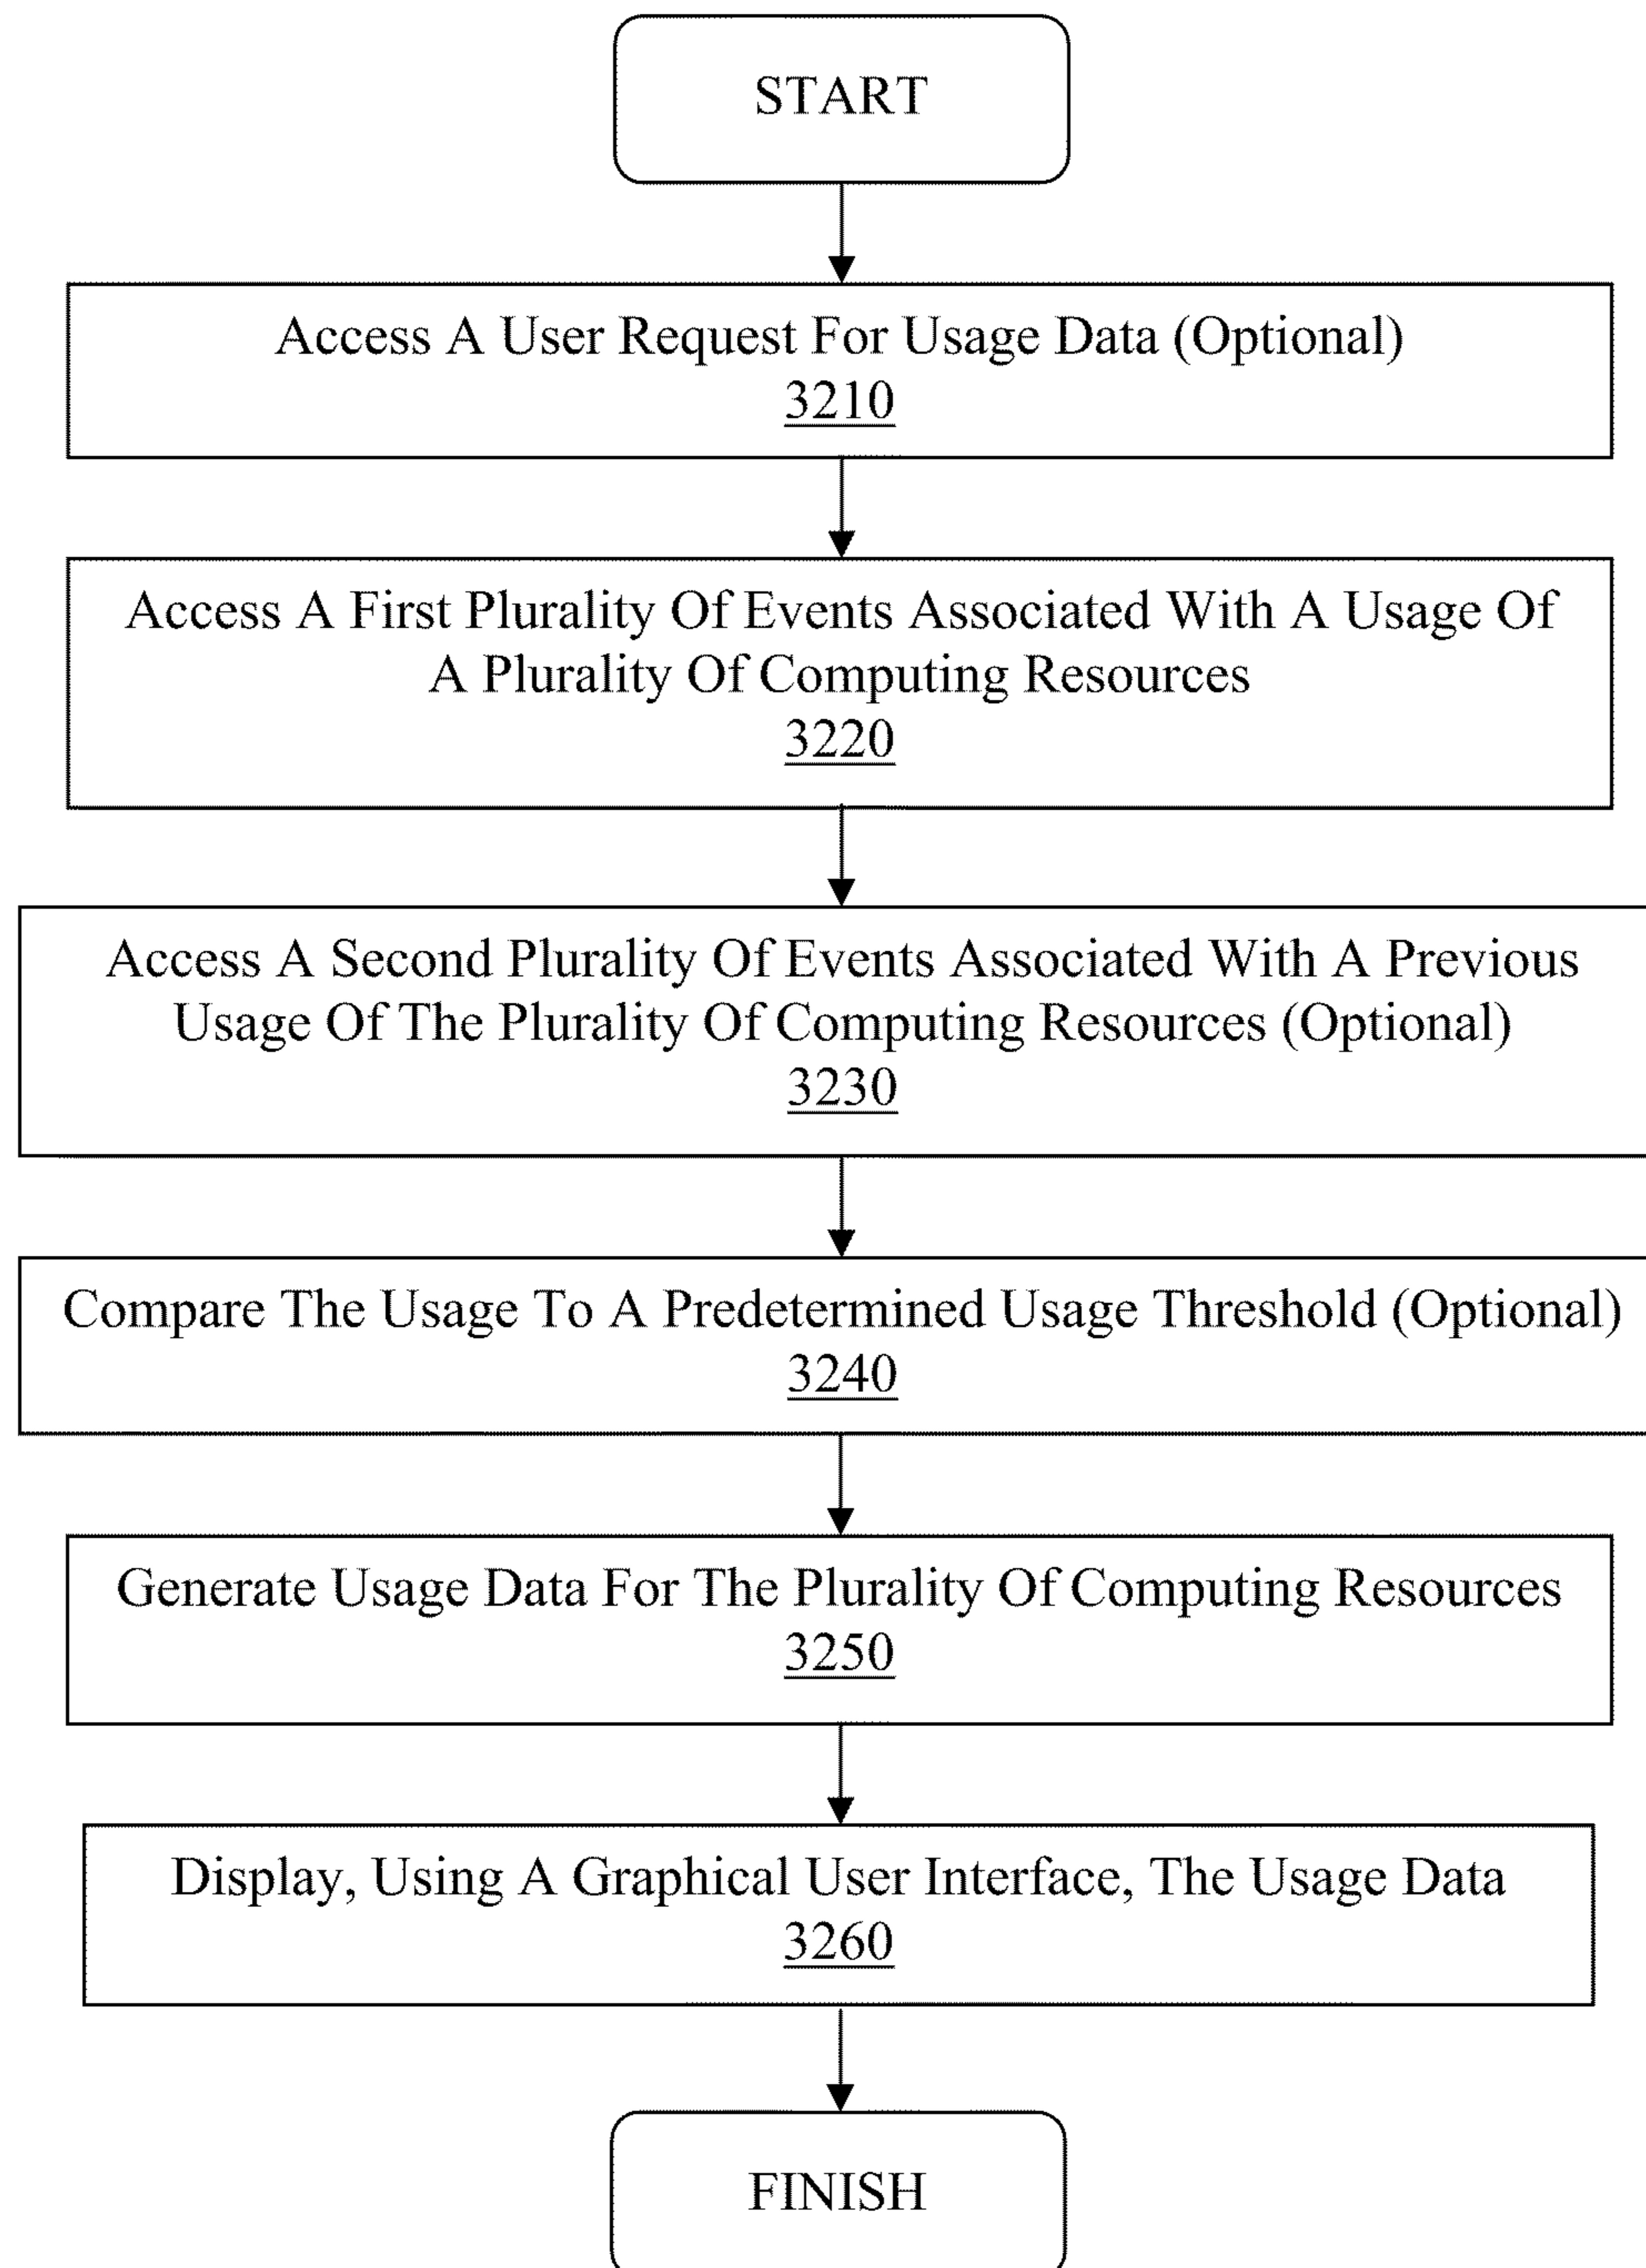 START
Access A User Request For Usage Data (Optional)
3210
Access A First Plurality Of Events Associated With A Usage Of
A Plurality Of Computing Resources
3220
Access A Second Plurality Of Events Associated With A Previous
Usage Of The Plurality Of Computing Resources (Optional)
3230
Compare The Usage To A Predetermined Usage Threshold (Optional)
3240
Generate Usage Data For The Plurality Of Computing Resources
3250
Display, Using A Graphical User Interface, The Usage Data
3260
FINISH